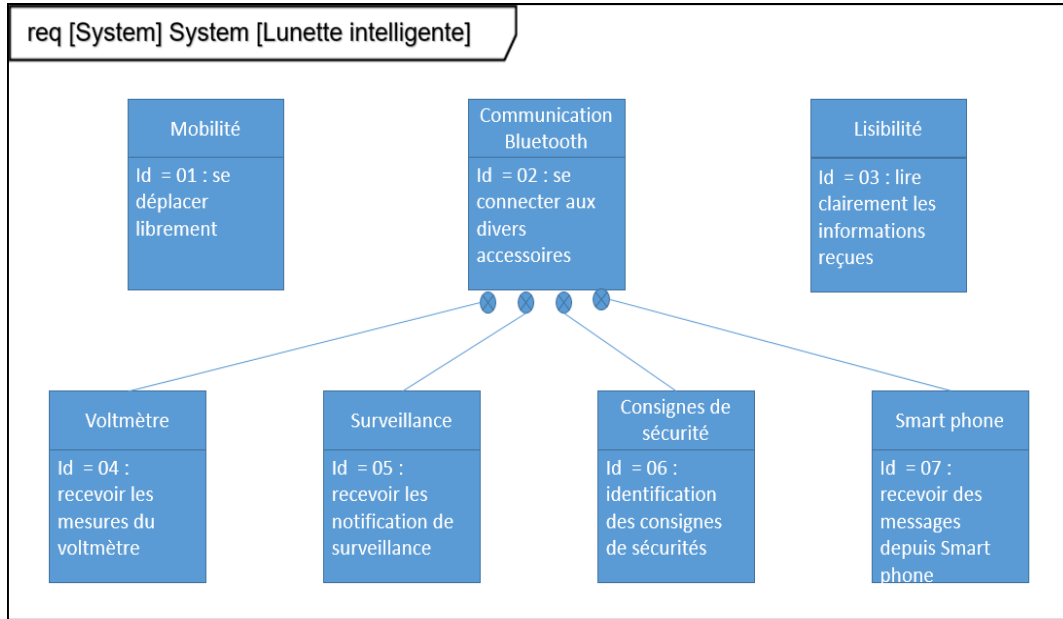 req [System] System [Lunette intelligente]
Mobilité
Id = 01 : se
déplacer
librement
Communication
Bluetooth
Id = 02 : se
connecter aux
divers
accessoires
Lisibilité
Id = 03 : lire
clairement les
informations
reçues
Voltmètre
Id = 04 :
recevoir les
mesures du
voltmètre
Surveillance
Id = 05 :
recevoir les
notification de
surveillance
Consignes de
sécurité
Id = 06 :
identification
des consignes
de sécurités
Smart phone
Id = 07 :
recevoir des
messages
depuis Smart
phone